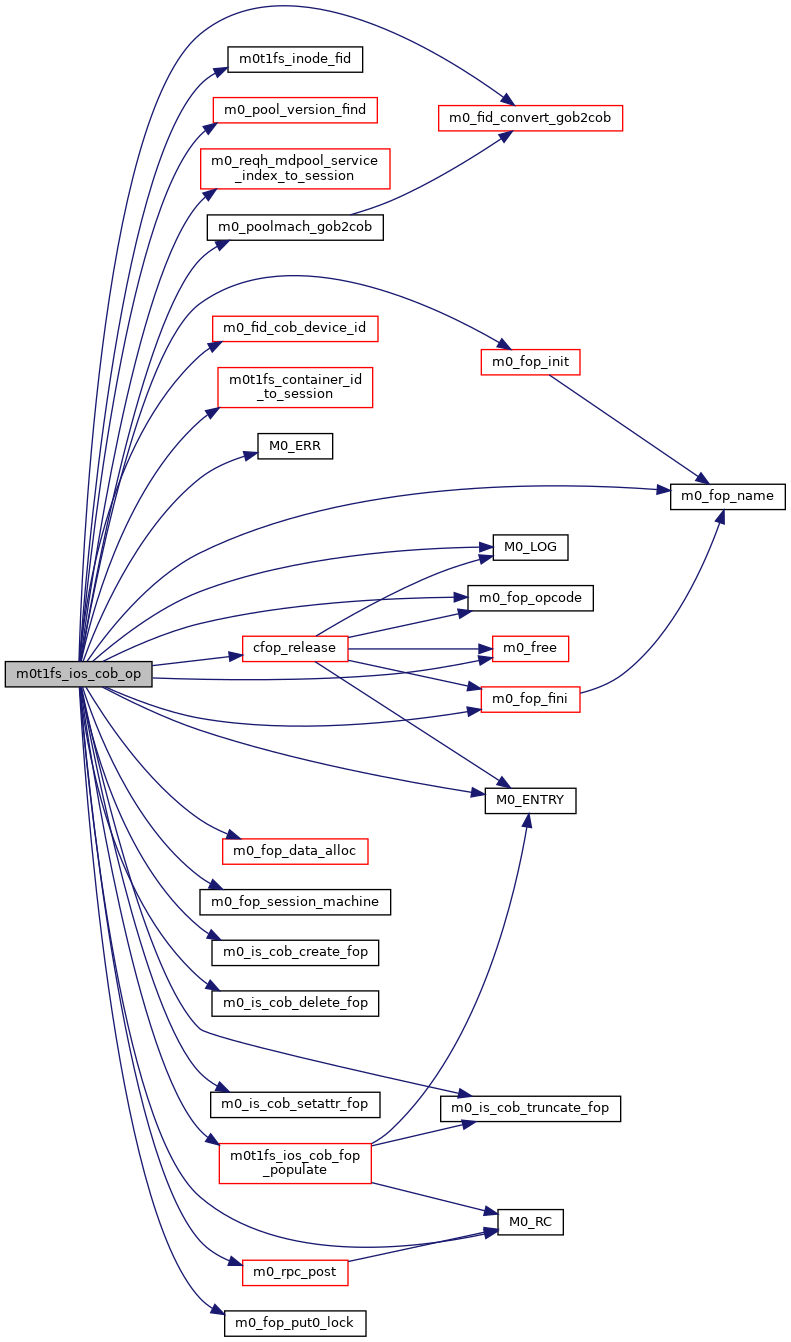 m0t1fs_inode_fid
m0_pool_version_find
m0_fid_convert_gob2cob
m0_reqh_mdpool_service
_index_to_session
m0_poolmach_gob2cob
m0_fid_cob_device_id
m0_fop_init
m0t1fs_container_id
_to_session
M0_ERR
m0_fop_name
M0_LOG
m0_fop_opcode
cfop_release
m0_free
m0t1fs_ios_cob_op
m0_fop_fini
M0_ENTRY
m0_fop_data_alloc
m0_fop_session_machine
m0_is_cob_create_fop
m0_is_cob_delete_fop
m0_is_cob_setattr_fop
m0_is_cob_truncate_fop
m0t1fs_ios_cob_fop
_populate
M0_RC
m0_rpc_post
m0_fop_put0_lock